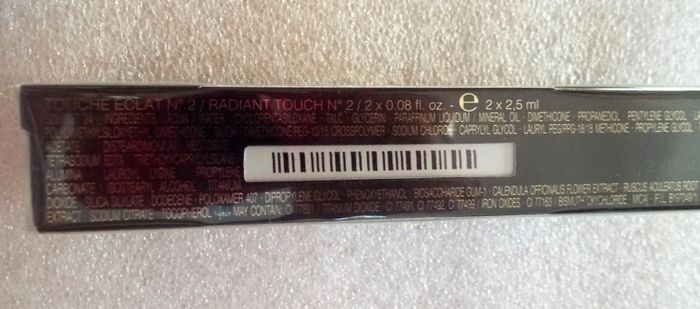 TOUCHE ECLAT N° 2 / RADIANT TOUCH N° 2 / 2 x 0.08 fl. oz. - ℮ 2 x 2,5 ml
INGREDIENTS : AQUA / WATER - CYCLOPENTASILOXANE - TALC - GLYCERIN - PARAFFINUM LIQUIDUM / MINERAL OIL - DIMETHICONE - PROPANEDIOL - PENTYLENE GLYCOL -
SILICA - DIMETHICONE/PEG-10/15 CROSSPOLYMER - SODIUM CHLORIDE - CAPRYLYL GLYCOL - LAURYL PEG/PPG-18/18 METHICONE - PROPYLENE
ACETATE - DISTEARDIMONIUM
TETRASODIUM EDTA - TRIETHOXYCAPRYLYLSILANE
ALUMINA - LAUROYL LYSINE - PROPYLENE
CARBONATE - ISOSTEARYL ALCOHOL - TITANIUM
DIOXIDE - SILICA SILYLATE - DODECENE - POLOXAMER 407 - DIPROPYLENE GLYCOL - PHENOXYETHANOL - BIOSACCHARIDE GUM-1 - CALENDULA OFFICINALIS FLOWER EXTRACT - RUSCUS ACULEATUS ROOT
EXTRACT - SODIUM CITRATE - TOCOPHEROL MAY CONTAIN : CI 77891 / TITANIUM DIOXIDE - CI 77491, CI 77492, CI 77499 / IRON OXIDES - CI 77163 / BISMUTH OXYCHLORIDE - MICA